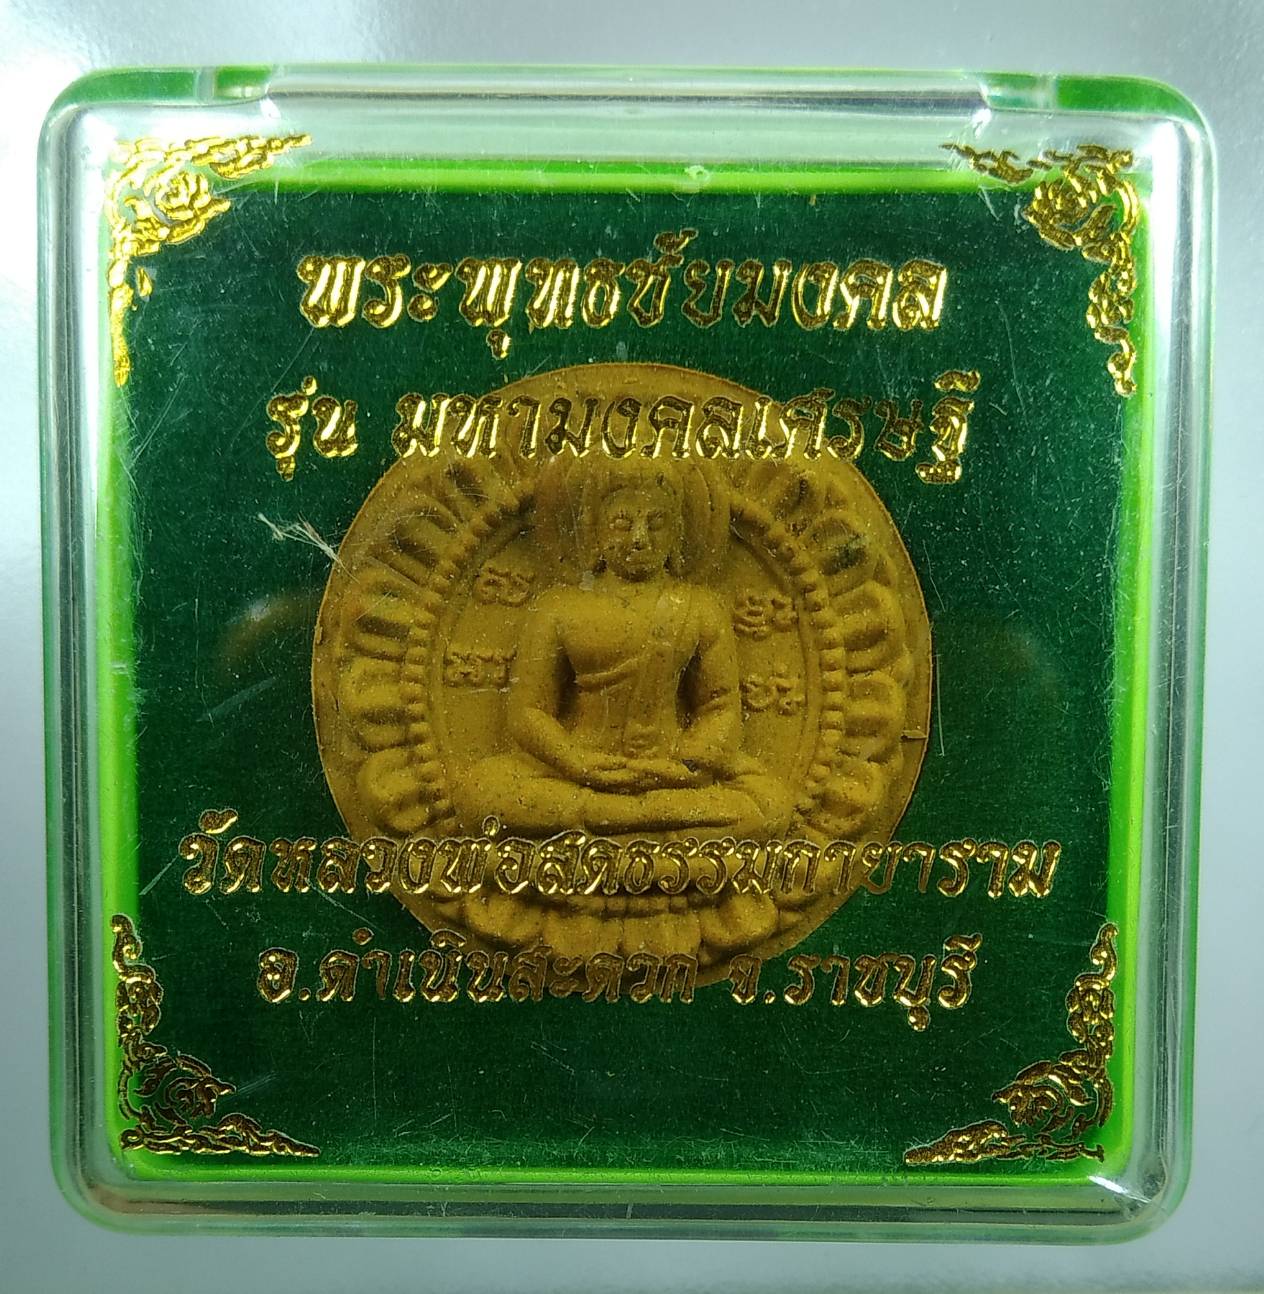 พระพุทธชัยมงคล
รุ่น มหามงคลเศรษฐี
วัดหลวงพ่อสดธรรมกายาราม
อ.ดำเนินสะดวก จ.ราชบุรี